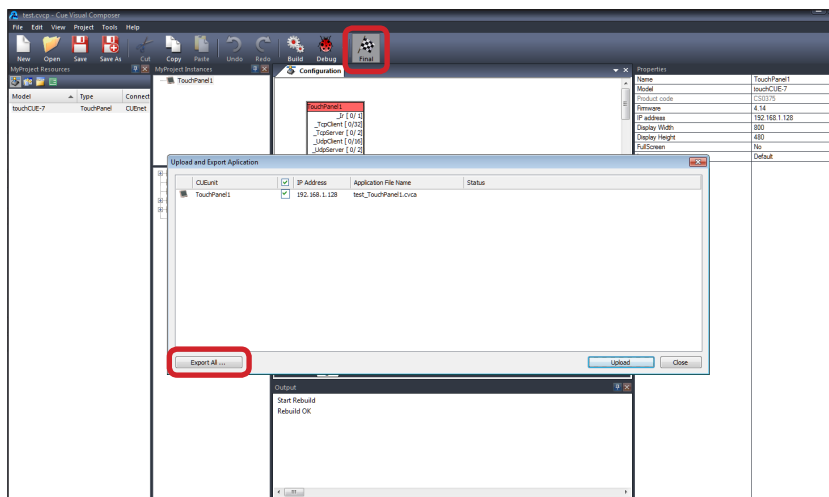 test.cvcp - Cue Visual Composer
File Edit View Project Tools Help
New Open Save Save As Cut Copy Paste Undo Redo Build Debug Final
MyProject Resources
MyProject Instances
Configuration
Properties
Model Type Connect
touchCUE-7 TouchPanel CUEnet
TouchPanel1
TouchPanel1
_Ir [ 0/ 1]
_TcpClient [ 0/32]
_TcpServer [ 0/ 2]
_UdpClient [ 0/16]
_UdpServer [ 0/ 2]
Name TouchPanel1
Model touchCUE-7
Product code CS0375
Firmware 4.14
IP address 192.168.1.128
Display Width 800
Display Height 480
FullScreen No
Default
Upload and Export Aplication
CUEunit IP Address Application File Name Status
TouchPanel1 192.168.1.128 test_TouchPanel1.cvca
Export All ... Upload Close
Output
Start Rebuild
Rebuild OK